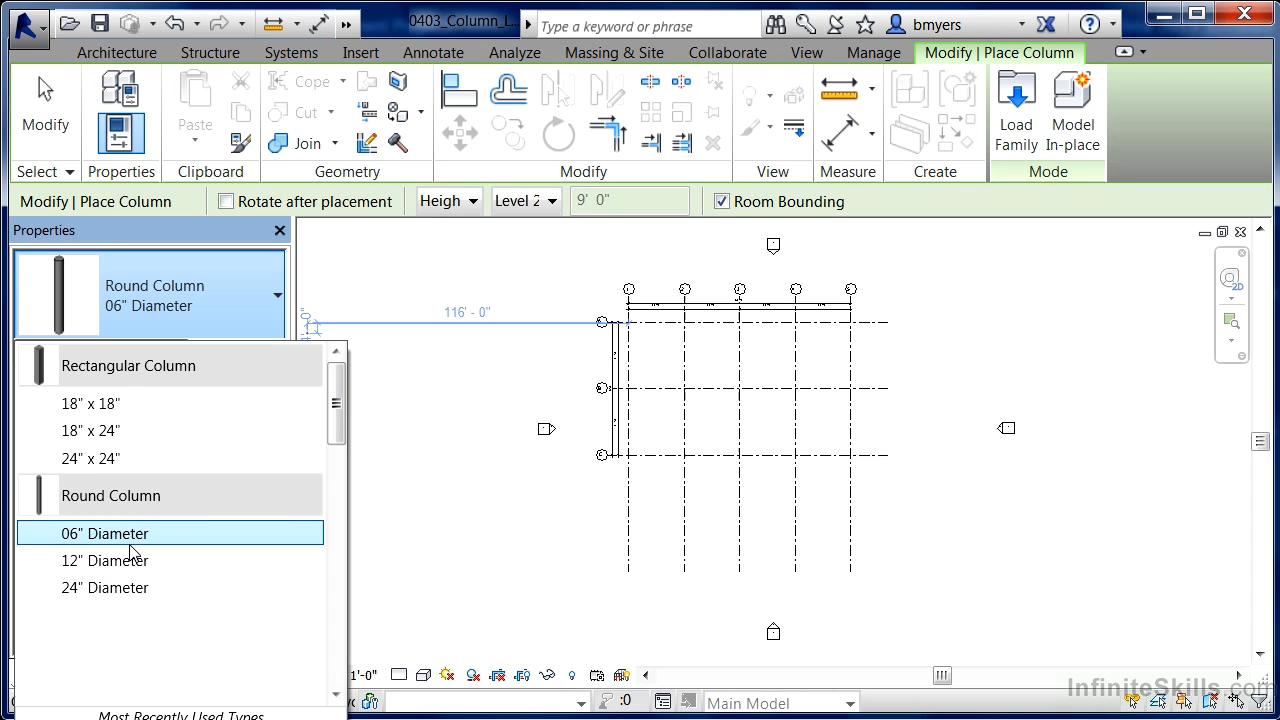 0403_Column_L...
Type a keyword or phrase
bmyers
Architecture Structure Systems Insert Annotate Analyze Massing & Site Collaborate View Manage Modify | Place Column
Modify
Paste
Cope
Cut
Join
Load Family
Model In-place
Select Properties Clipboard Geometry Modify View Measure Create Mode
Modify | Place Column Rotate after placement Heigh Level 2 9' 0" Room Bounding
Properties
Round Column
06" Diameter
116' - 0"
Rectangular Column
18" x 18"
18" x 24"
24" x 24"
Round Column
06" Diameter
12" Diameter
24" Diameter
1'-0"
InfiniteSkills.com
:0 Main Model
Most Recently Used Types